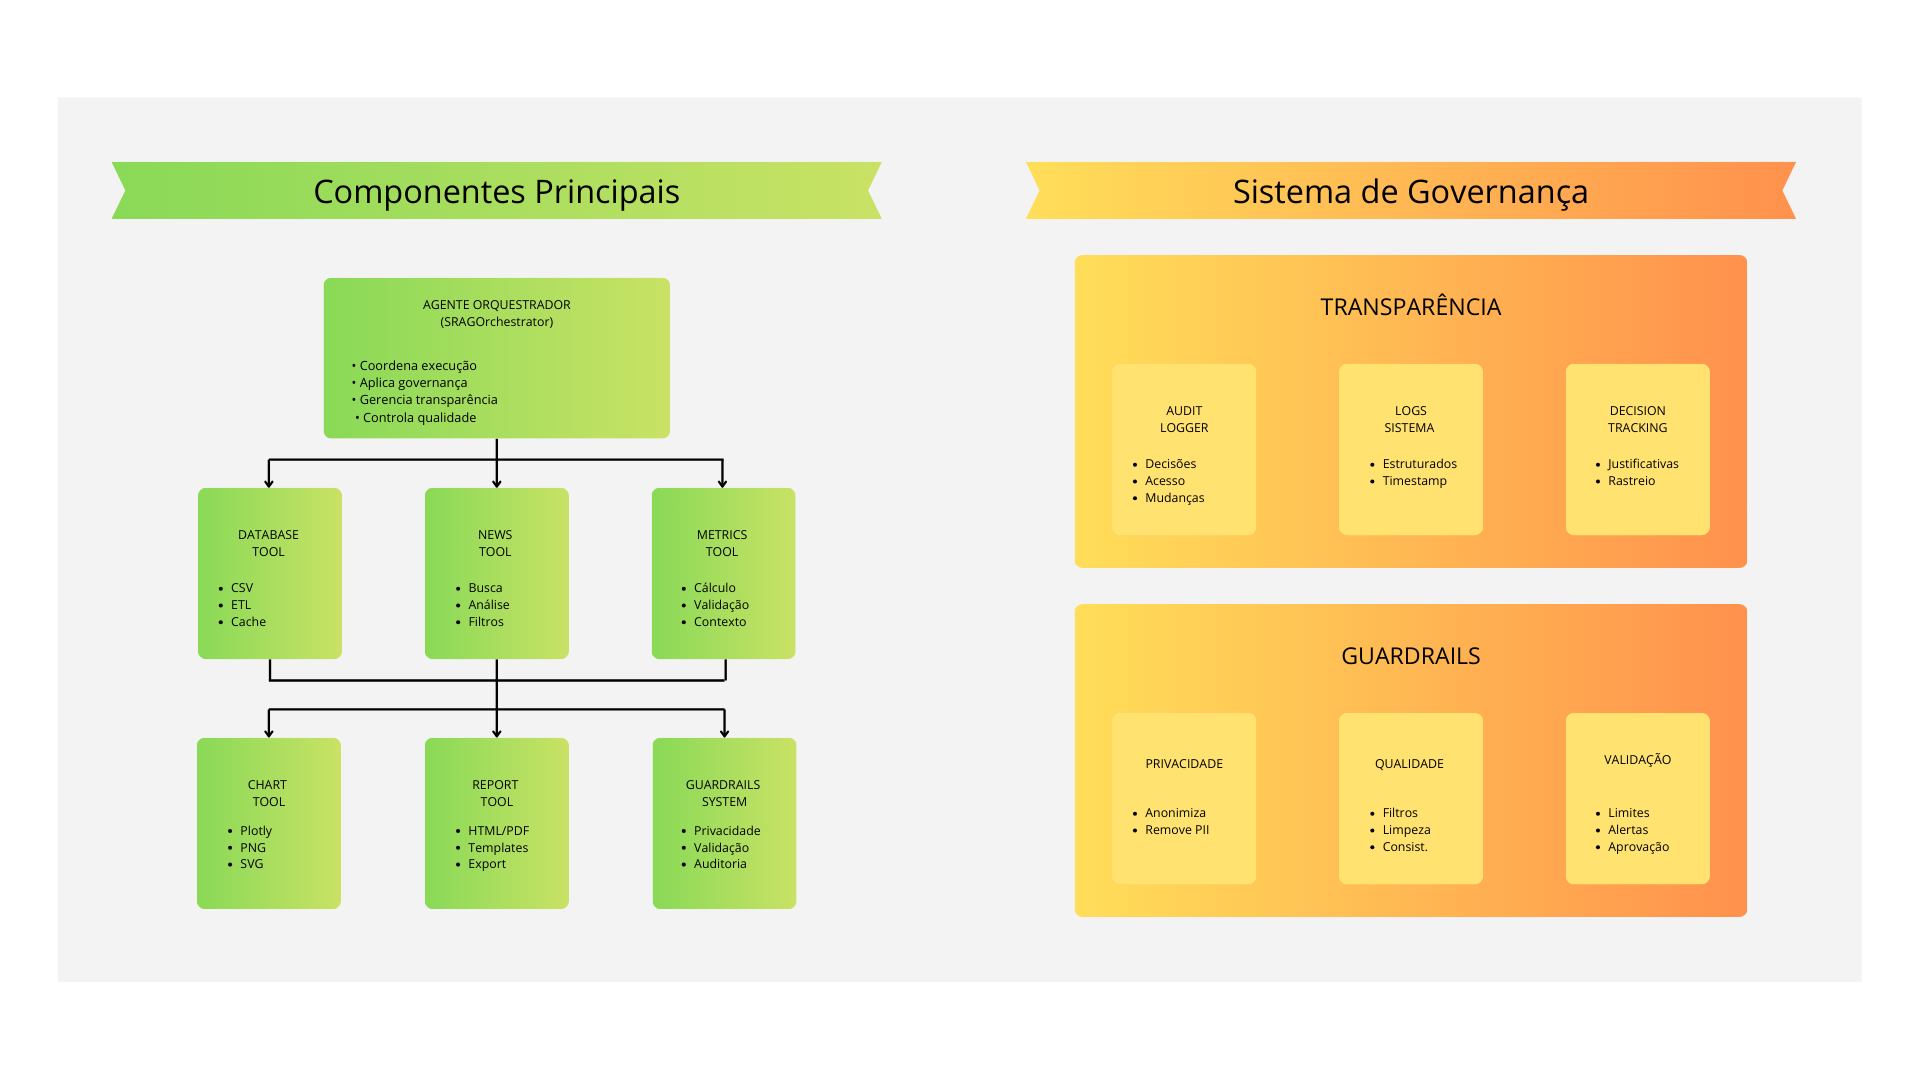 Componentes Principais
AGENTE ORQUESTRADOR
(SRAGOrchestrator)
• Coordena execução
• Aplica governança
• Gerencia transparência
• Controla qualidade
DATABASE
TOOL
• CSV
• ETL
• Cache
NEWS
TOOL
• Busca
• Análise
• Filtros
METRICS
TOOL
• Cálculo
• Validação
• Contexto
CHART
TOOL
• Plotly
• PNG
• SVG
REPORT
TOOL
• HTML/PDF
• Templates
• Export
GUARDRAILS
SYSTEM
• Privacidade
• Validação
• Auditoria
Sistema de Governança
TRANSPARÊNCIA
AUDIT
LOGGER
• Decisões
• Acesso
• Mudanças
LOGS
SISTEMA
• Estruturados
• Timestamp
DECISION
TRACKING
• Justificativas
• Rastreio
GUARDRAILS
PRIVACIDADE
• Anonimiza
• Remove PII
QUALIDADE
• Filtros
• Limpeza
• Consist.
VALIDAÇÃO
• Limites
• Alertas
• Aprovação